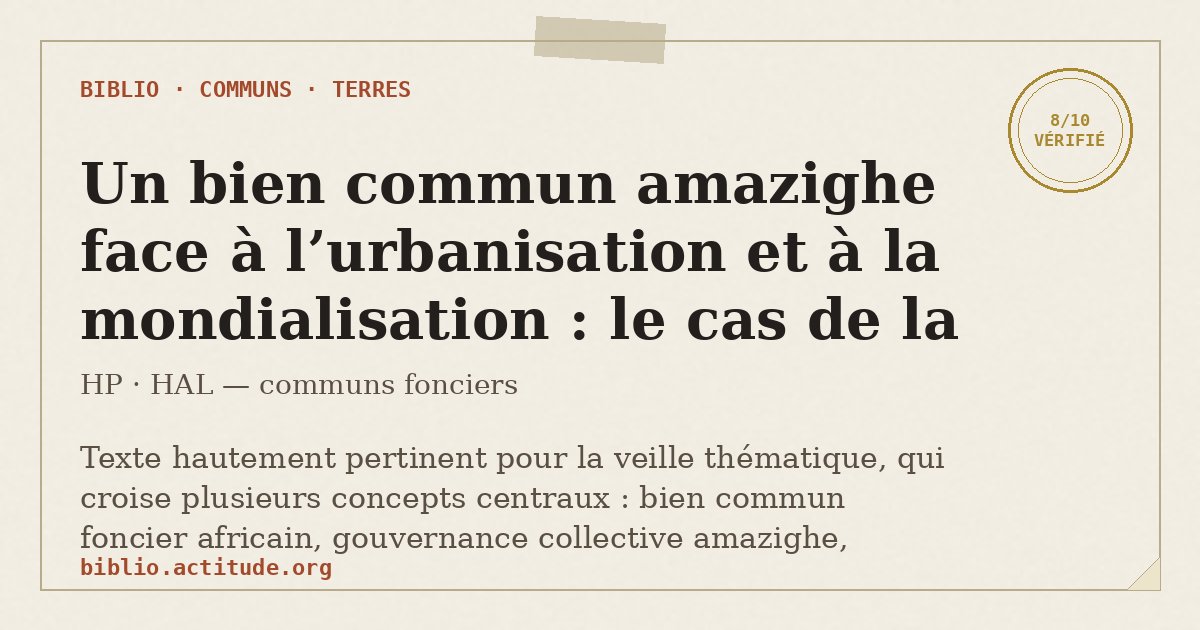 BIBLIO · COMMUNS · TERRES
8/10
VÉRIFIÉ
Un bien commun amazighe
face à l’urbanisation et à la
mondialisation : le cas de la
HP · HAL — communs fonciers
Texte hautement pertinent pour la veille thématique, qui
croise plusieurs concepts centraux : bien commun
foncier africain, gouvernance collective amazighe,
biblio.actitude.org